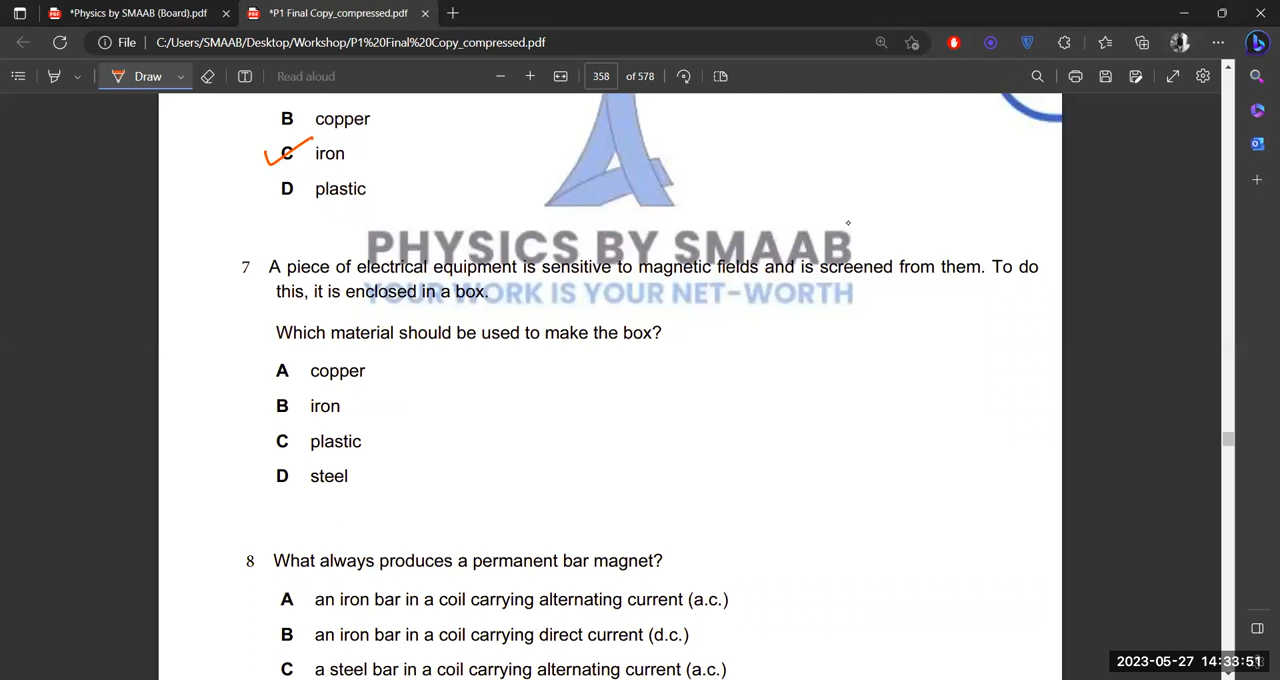 *Physics by SMAAB (Board).pdf
*P1 Final Copy_compressed.pdf
File
C:/Users/SMAAB/Desktop/Workshop/P1%20Final%20Copy_compressed.pdf
Draw
Read aloud
358 of 578
B copper
C iron
D plastic
PHYSICS BY SMAAB
YOUR WORK IS YOUR NET-WORTH
7 A piece of electrical equipment is sensitive to magnetic fields and is screened from them. To do
this, it is enclosed in a box.
Which material should be used to make the box?
A copper
B iron
C plastic
D steel
8 What always produces a permanent bar magnet?
A an iron bar in a coil carrying alternating current (a.c.)
B an iron bar in a coil carrying direct current (d.c.)
C a steel bar in a coil carrying alternating current (a.c.)
2023-05-27 14:33:51